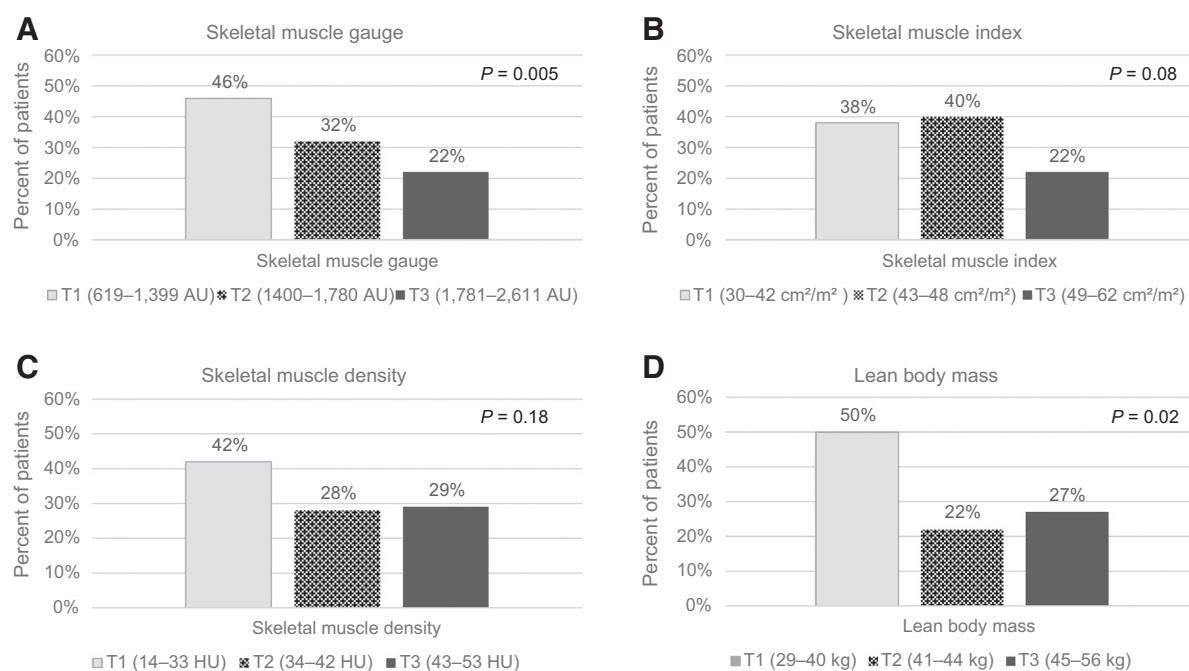 A
Skeletal muscle gauge
60%
50%
40%
30%
20%
10%
0%
Percent of patients
P = 0.005
46%
32%
22%
Skeletal muscle gauge
T1 (619–1,399 AU) T2 (1400–1,780 AU) T3 (1,781–2,611 AU)
B
Skeletal muscle index
60%
50%
40%
30%
20%
10%
0%
Percent of patients
P = 0.08
38%
40%
22%
Skeletal muscle index
T1 (30–42 cm²/m² ) T2 (43–48 cm²/m²) T3 (49–62 cm²/m²)
C
Skeletal muscle density
60%
50%
40%
30%
20%
10%
0%
Percent of patients
P = 0.18
42%
28%
29%
Skeletal muscle density
T1 (14–33 HU) T2 (34–42 HU) T3 (43–53 HU)
D
Lean body mass
60%
50%
40%
30%
20%
10%
0%
Percent of patients
P = 0.02
50%
22%
27%
Lean body mass
T1 (29–40 kg) T2 (41–44 kg) T3 (45–56 kg)